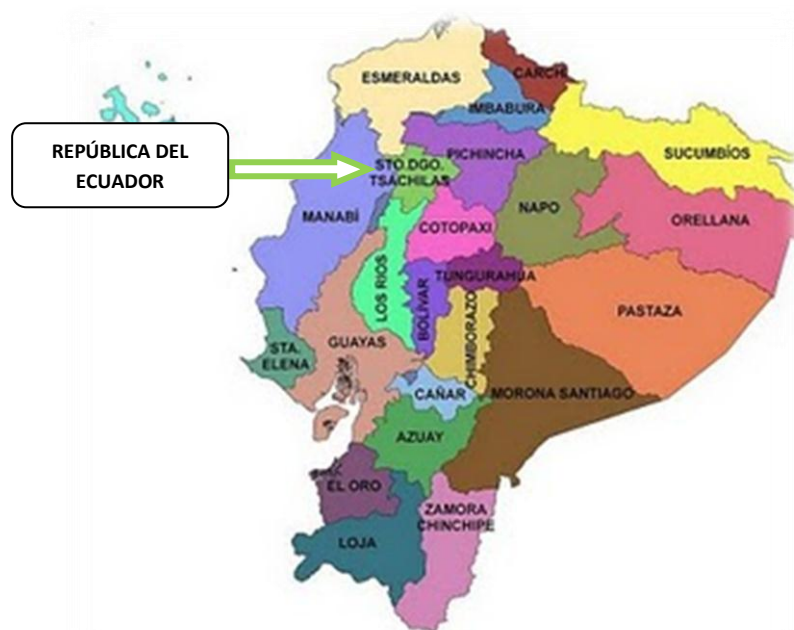 ESMERALDAS
CARCHI
IMBABURA
REPÚBLICA DEL
ECUADOR
STO.DGO.
TSÁCHILAS
PICHINCHA
SUCUMBÍOS
MANABÍ
COTOPAXI
NAPO
ORELLANA
LOS RIOS
BOLIVAR
TUNGURAHUA
CHIMBORAZO
PASTAZA
STA.
ELENA
GUAYAS
CAÑAR
MORONA SANTIAGO
AZUAY
EL ORO
ZAMORA
CHINCHIPE
LOJA